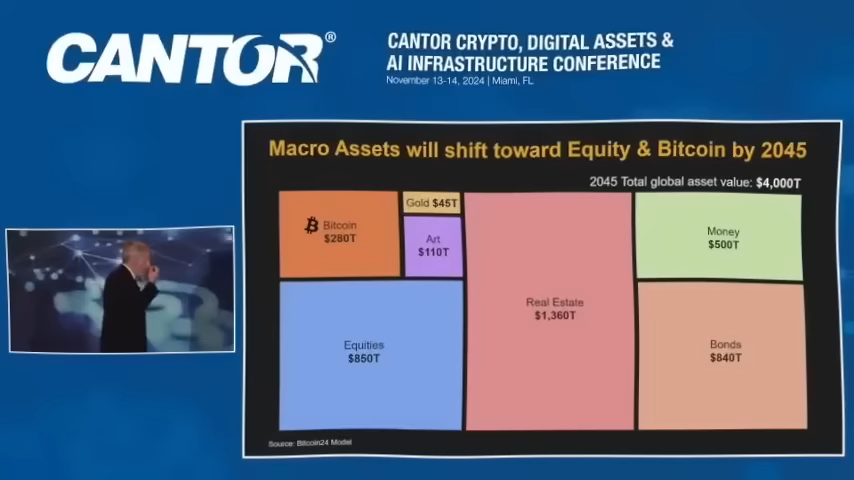 CANTOR®
CANTOR CRYPTO, DIGITAL ASSETS &
AI INFRASTRUCTURE CONFERENCE
November 13-14, 2024 | Miami, FL
Macro Assets will shift toward Equity & Bitcoin by 2045
2045 Total global asset value: $4,000T
Bitcoin
$280T
Gold $45T
Art
$110T
Equities
$850T
Real Estate
$1,360T
Money
$500T
Bonds
$840T
Source: Bitcoin24 Model